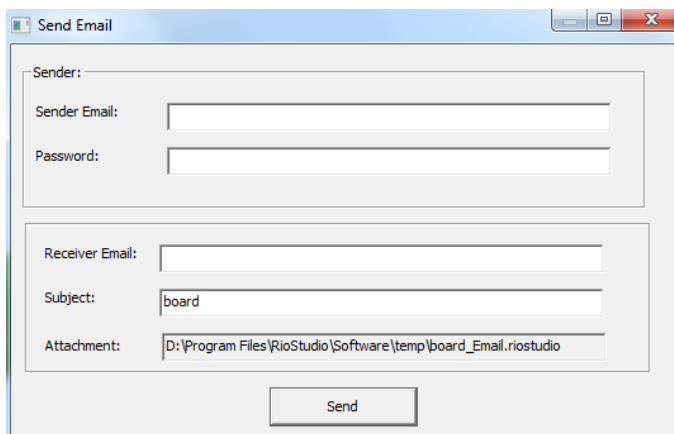 Send Email
Sender:
Sender Email:
Password:
Receiver Email:
Subject: board
Attachment: D:\Program Files\RioStudio\Software\temp\board_Email.riostudio
Send